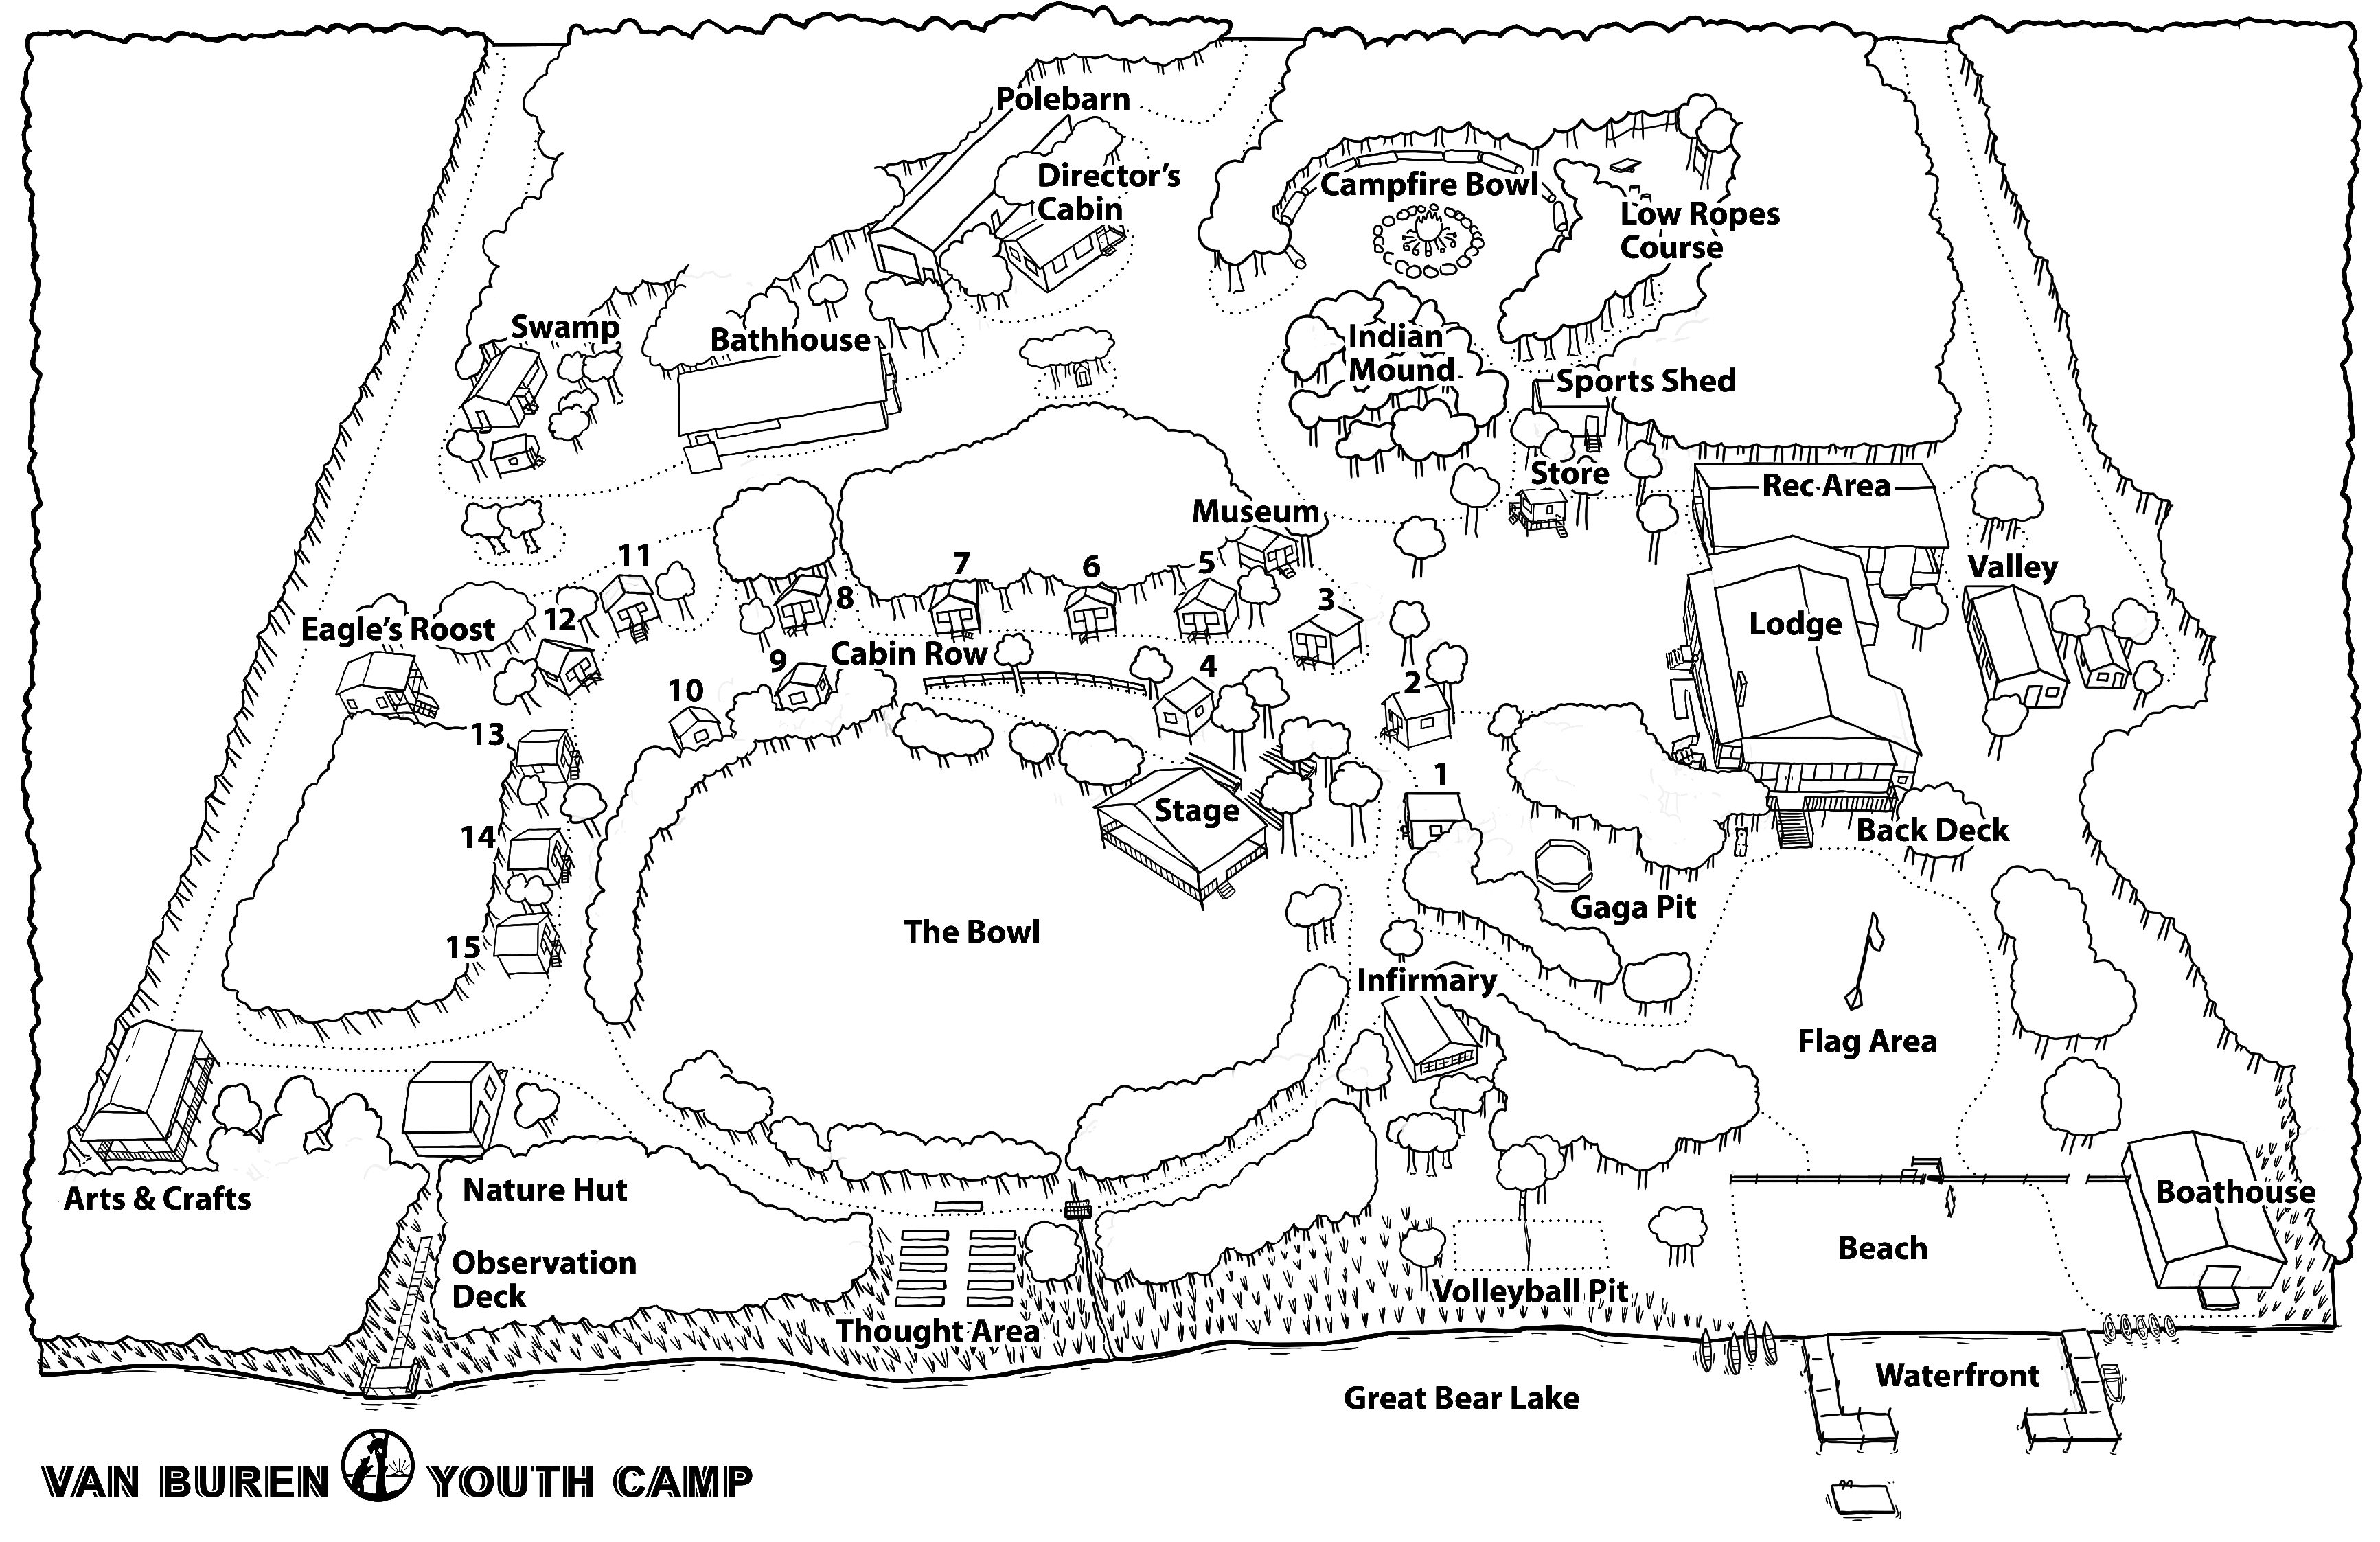 Polebarn
Director's
Cabin
Campfire Bowl
Low Ropes
Course
Swamp
Bathhouse
Indian
Mound
Sports Shed
Store
Rec Area
Museum
11
7
6
5
8
3
Valley
Eagle's Roost
12
Lodge
9
Cabin Row
4
10
2
13
1
Stage
Back Deck
14
Gaga Pit
The Bowl
15
Infirmary
Flag Area
Arts & Crafts
Nature Hut
Boathouse
Observation
Deck
Beach
Volleyball Pit
Thought Area
Waterfront
Great Bear Lake
VAN BUREN YOUTH CAMP